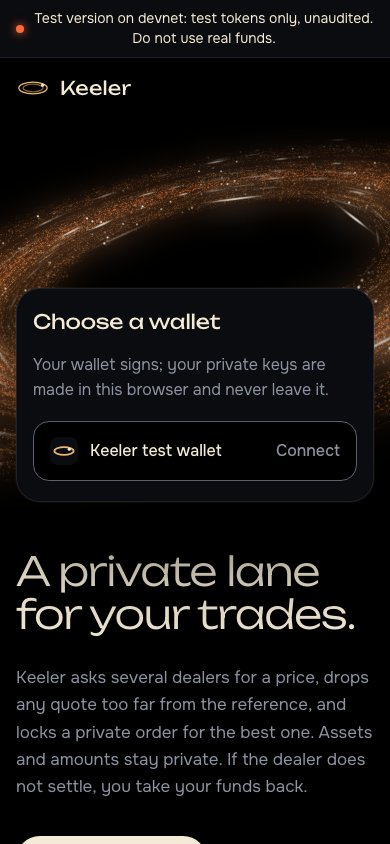 Test version on devnet: test tokens only, unaudited.
Do not use real funds.
Keeler
Choose a wallet
Your wallet signs; your private keys are
made in this browser and never leave it.
Keeler test wallet
Connect
A private lane
for your trades.
Keeler asks several dealers for a price, drops
any quote too far from the reference, and
locks a private order for the best one. Assets
and amounts stay private. If the dealer does
not settle, you take your funds back.